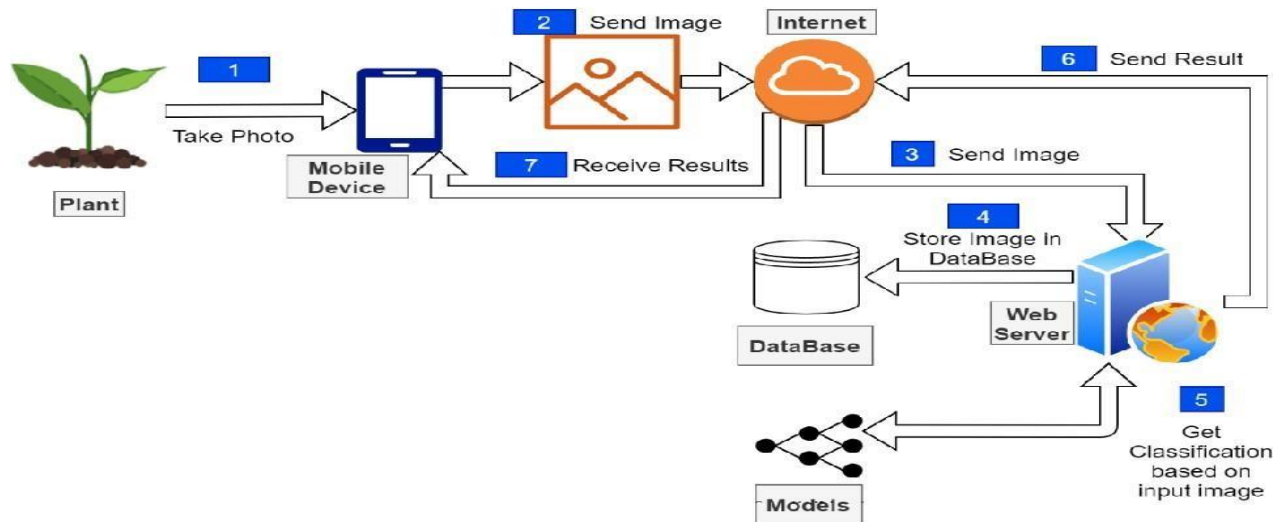 2 Send Image
Internet
1
6 Send Result
Take Photo
3 Send Image
7 Receive Results
Mobile
Device
Plant
4
Store Image in
DataBase
Web
Server
DataBase
5
Get
Classification
based on
input image
Models